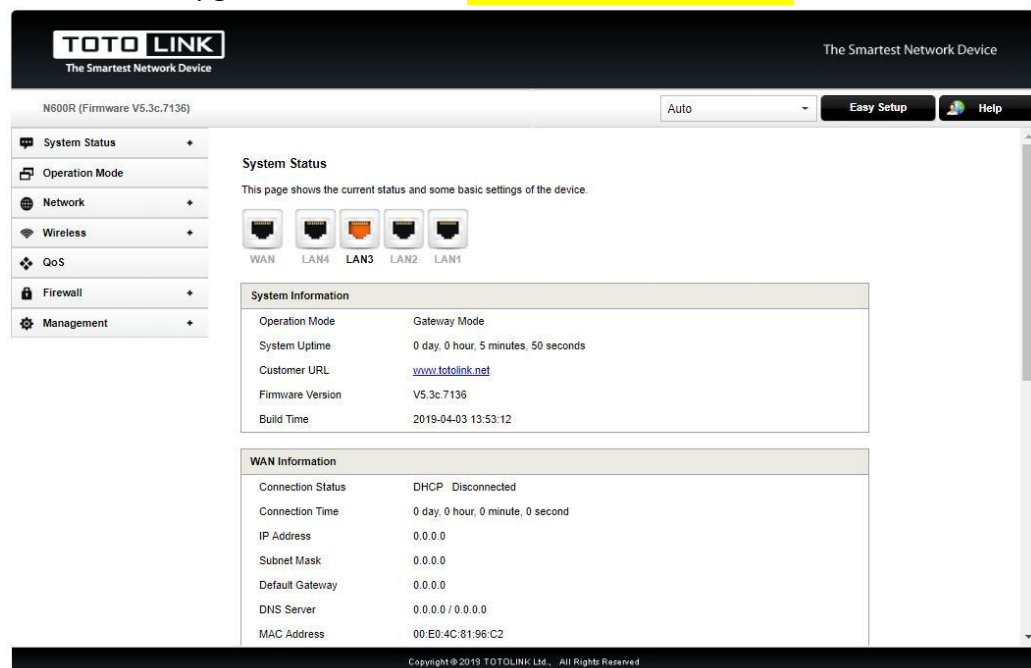 TOTO LINK
The Smartest Network Device
The Smartest Network Device
N600R (Firmware V5.3c.7136)
Auto
Easy Setup
Help
System Status +
Operation Mode
Network +
Wireless +
QoS
Firewall +
Management +
System Status
This page shows the current status and some basic settings of the device.
WAN LAN4 LAN3 LAN2 LAN1
System Information
Operation Mode Gateway Mode
System Uptime 0 day, 0 hour, 5 minutes, 50 seconds
Customer URL www.totolink.net
Firmware Version V5.3c.7136
Build Time 2019-04-03 13:53:12
WAN Information
Connection Status DHCP Disconnected
Connection Time 0 day, 0 hour, 0 minute, 0 second
IP Address 0.0.0.0
Subnet Mask 0.0.0.0
Default Gateway 0.0.0.0
DNS Server 0.0.0.0 / 0.0.0.0
MAC Address 00:E0:4C:81:96:C2
Copyright © 2019 TOTOLINK Ltd., All Rights Reserved